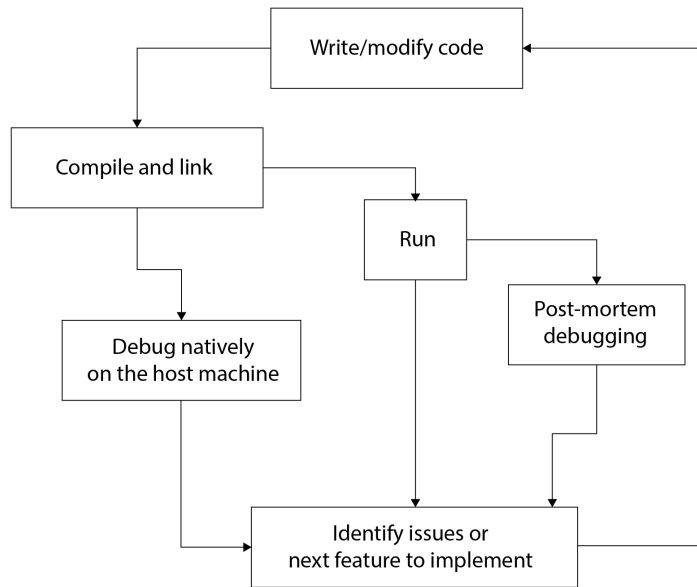 Write/modify code
Compile and link
Run
Post-mortem
debugging
Debug natively
on the host machine
Identify issues or
next feature to implement